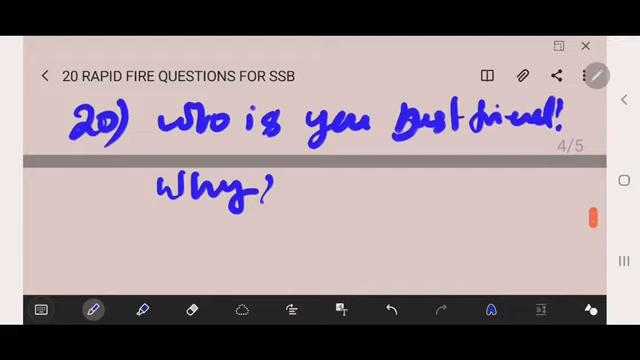 20 RAPID FIRE QUESTIONS FOR SSB
20) Who is you best friend?
4/5
Why?